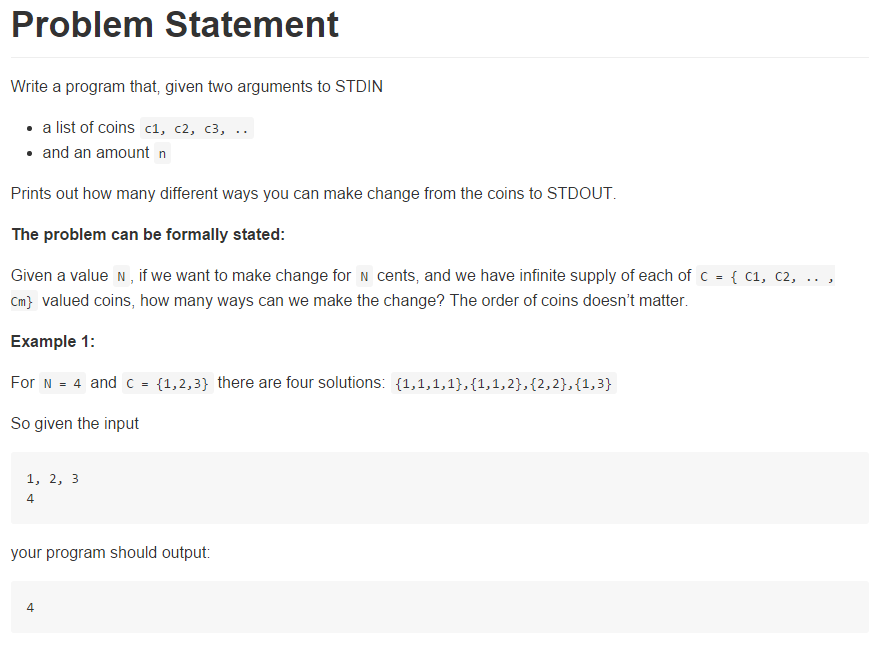 Problem Statement
Write a program that, given two arguments to STDIN
• a list of coins c1, c2, c3, ..
• and an amount n
Prints out how many different ways you can make change from the coins to STDOUT.
The problem can be formally stated:
Given a value N, if we want to make change for N cents, and we have infinite supply of each of C = { C1, C2, .. ,
Cm} valued coins, how many ways can we make the change? The order of coins doesn’t matter.
Example 1:
For N = 4 and C = {1,2,3} there are four solutions: {1,1,1,1},{1,1,2},{2,2},{1,3}
So given the input
1, 2, 3
4
your program should output:
4